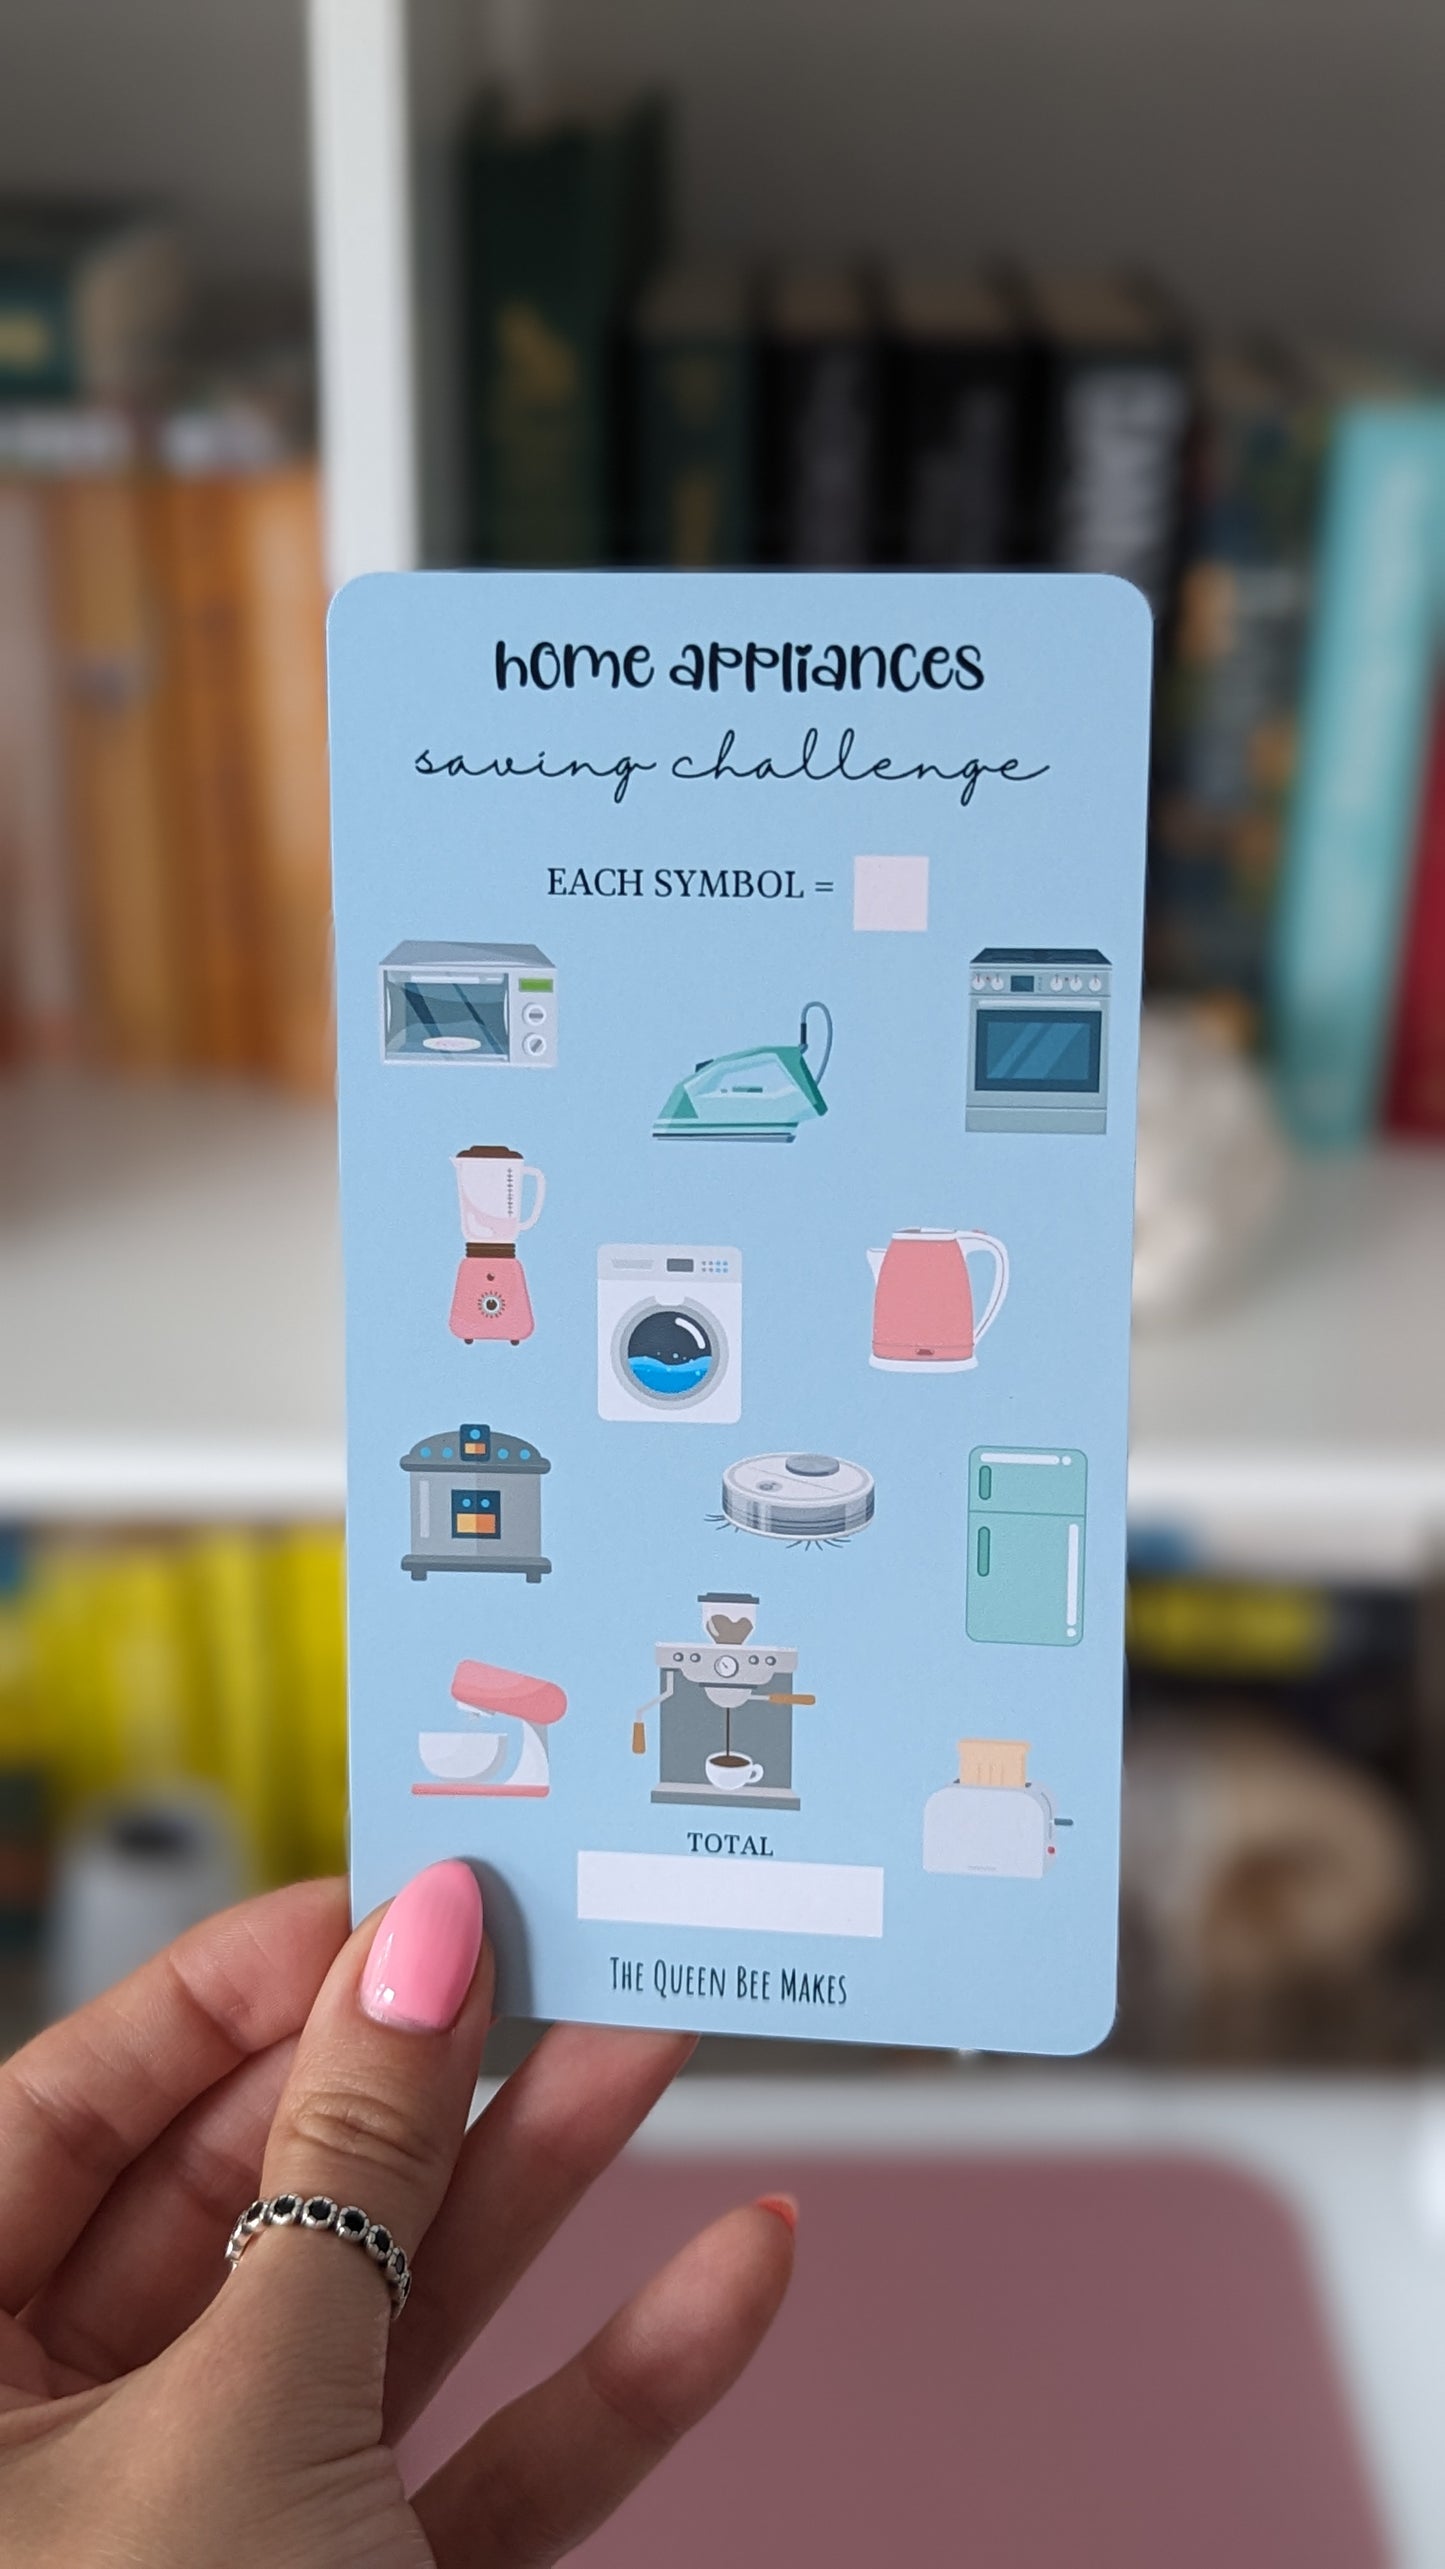 home appliances
saving challenge
EACH SYMBOL =
TOTAL
THE QUEEN BEE MAKES